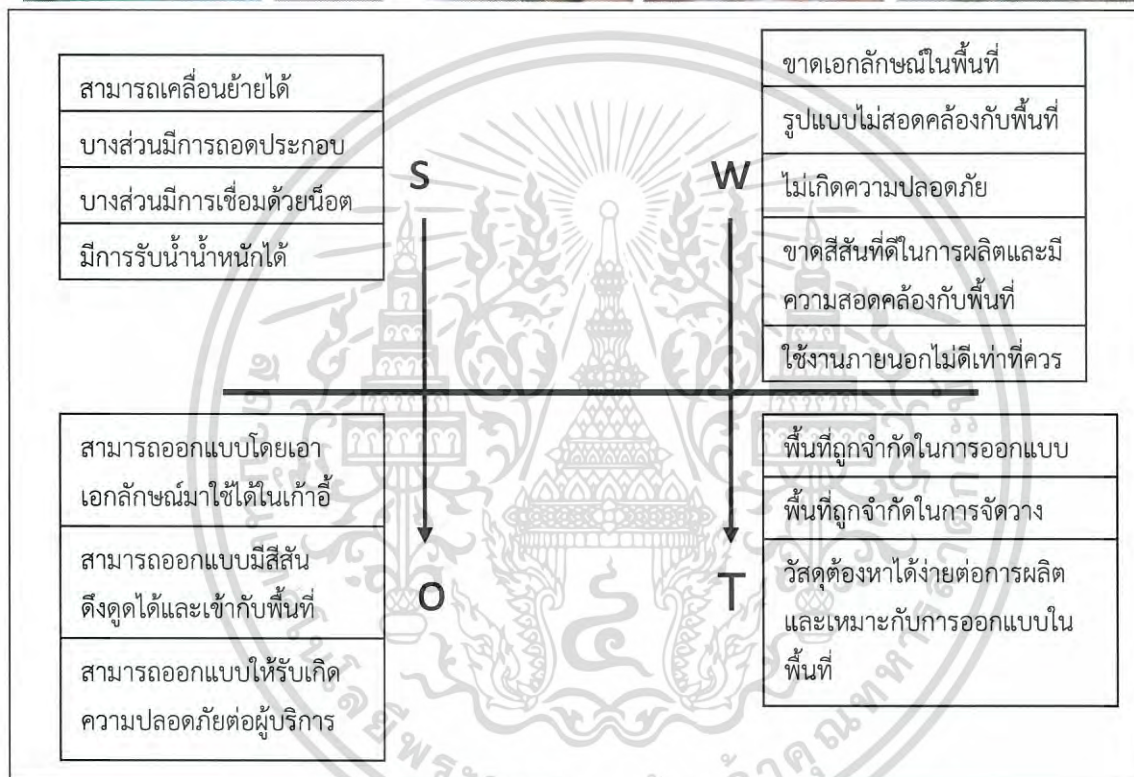 สามารถเคลื่อนย้ายได้
บางส่วนมีการถอดประกอบ
บางส่วนมีการเชื่อมด้วยน็อต
มีการรับน้ำน้ำหนักได้
S
W
ขาดเอกลักษณ์ในพื้นที่
รูปแบบไม่สอดคล้องกับพื้นที่
ไม่เกิดความปลอดภัย
ขาดสีสันที่ดีในการผลิตและมี
ความสอดคล้องกับพื้นที่
ใช้งานภายนอกไม่ดีเท่าที่ควร
สามารถออกแบบโดยเอา
เอกลักษณ์มาใช้ได้ในเก้าอี้
สามารถออกแบบมีสีสัน
ดึงดูดได้และเข้ากับพื้นที่
สามารถออกแบบให้รับเกิด
ความปลอดภัยต่อผู้บริการ
O
T
พื้นที่ถูกจำกัดในการออกแบบ
พื้นที่ถูกจำกัดในการจัดวาง
วัสดุต้องหาได้ง่ายต่อการผลิต
และเหมาะกับการออกแบบใน
พื้นที่